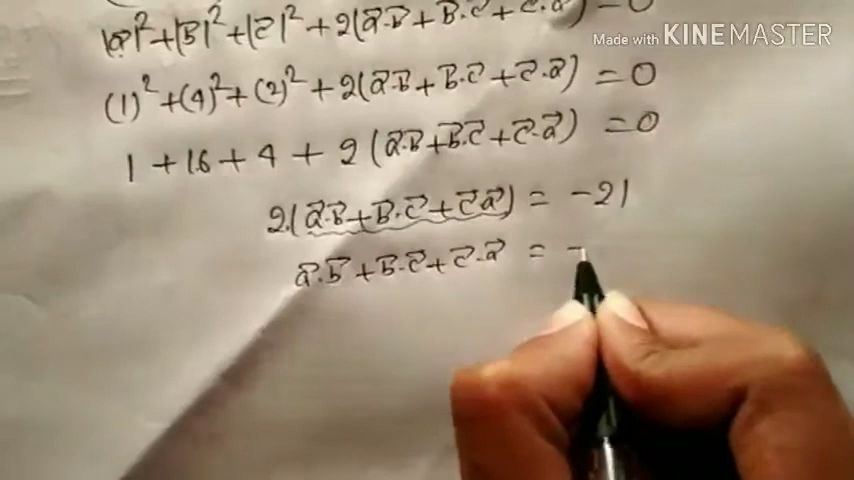 |a⃗|² + |b⃗|² + |c⃗|² + 2(a⃗.b⃗ + b⃗.c⃗ + c⃗.a⃗) = 0
Made with KINEMASTER
(1)² + (4)² + (2)² + 2(a⃗.b⃗ + b⃗.c⃗ + c⃗.a⃗) = 0
1 + 16 + 4 + 2(a⃗.b⃗ + b⃗.c⃗ + c⃗.a⃗) = 0
2.(a⃗.b⃗ + b⃗.c⃗ + c⃗.a⃗) = -21
a⃗.b⃗ + b⃗.c⃗ + c⃗.a⃗ = -